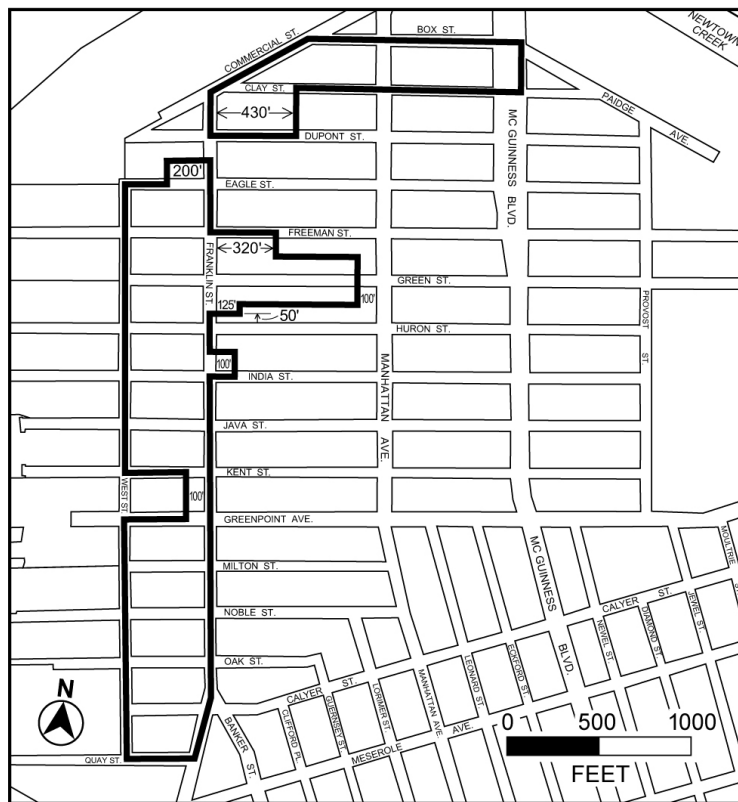 BOX ST.
NEWTOWN
CREEK
COMMERCIAL ST.
CLAY ST.
430'
PAIDGE
AVE.
DUPONT ST.
MC GUINNESS BLVD.
200'
EAGLE ST.
FREEMAN ST.
FRANKLIN ST.
320'
GREEN ST.
125'
100'
50'
HURON ST.
PROVOST
ST.
100'
INDIA ST.
MANHATTAN
AVE.
JAVA ST.
KENT ST.
WEST ST.
100'
GREENPOINT AVE.
MC GUINNESS
BLVD.
MOULTRIE
MILTON ST.
NOBLE ST.
CALYER ST.
NEWEL ST.
DIAMOND ST.
JEWEL ST.
OAK ST.
CALYER ST.
ECKFORD ST.
LEONARD ST.
MANHATTAN AVE.
LORIMER ST.
GUERNSEY ST.
CLIFFORD PL.
BANKER
ST.
MESEROLE AVE.
QUAY ST.
N
0 500 1000
FEET